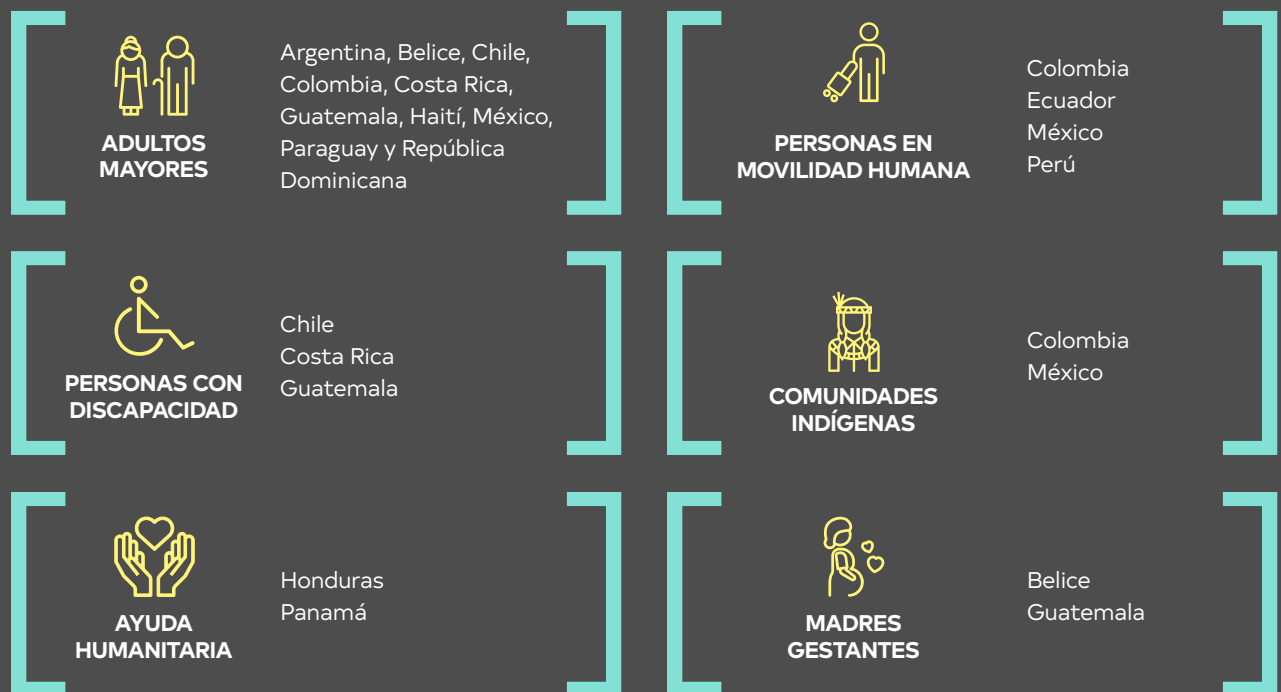 ADULTOS
MAYORES
Argentina, Belice, Chile,
Colombia, Costa Rica,
Guatemala, Haití, México,
Paraguay y República
Dominicana
PERSONAS EN
MOVILIDAD HUMANA
Colombia
Ecuador
México
Perú
PERSONAS CON
DISCAPACIDAD
Chile
Costa Rica
Guatemala
COMUNIDADES
INDÍGENAS
Colombia
México
AYUDA
HUMANITARIA
Honduras
Panamá
MADRES
GESTANTES
Belice
Guatemala